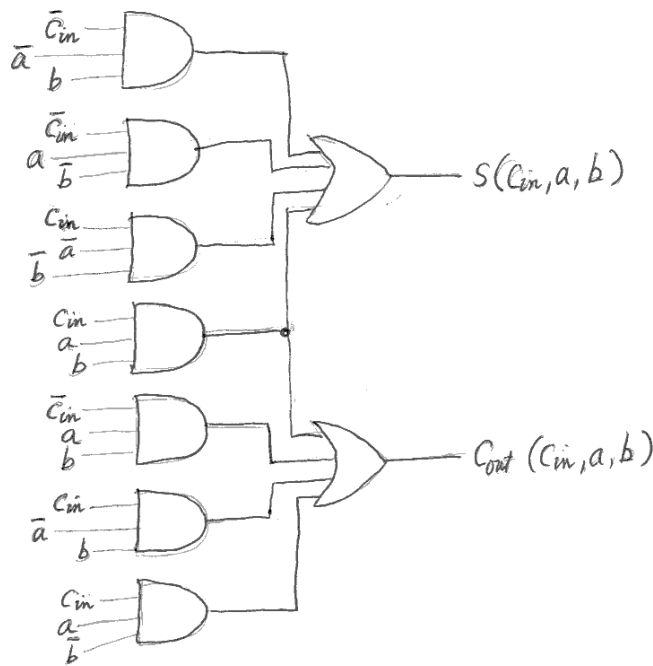 c̄in
ā
b
c̄in
a
b̄
S(Cin, a, b)
Cin
ā
b̄
Cin
a
b
c̄in
a
b
Cout (Cin, a, b)
Cin
ā
b
Cin
a
b̄